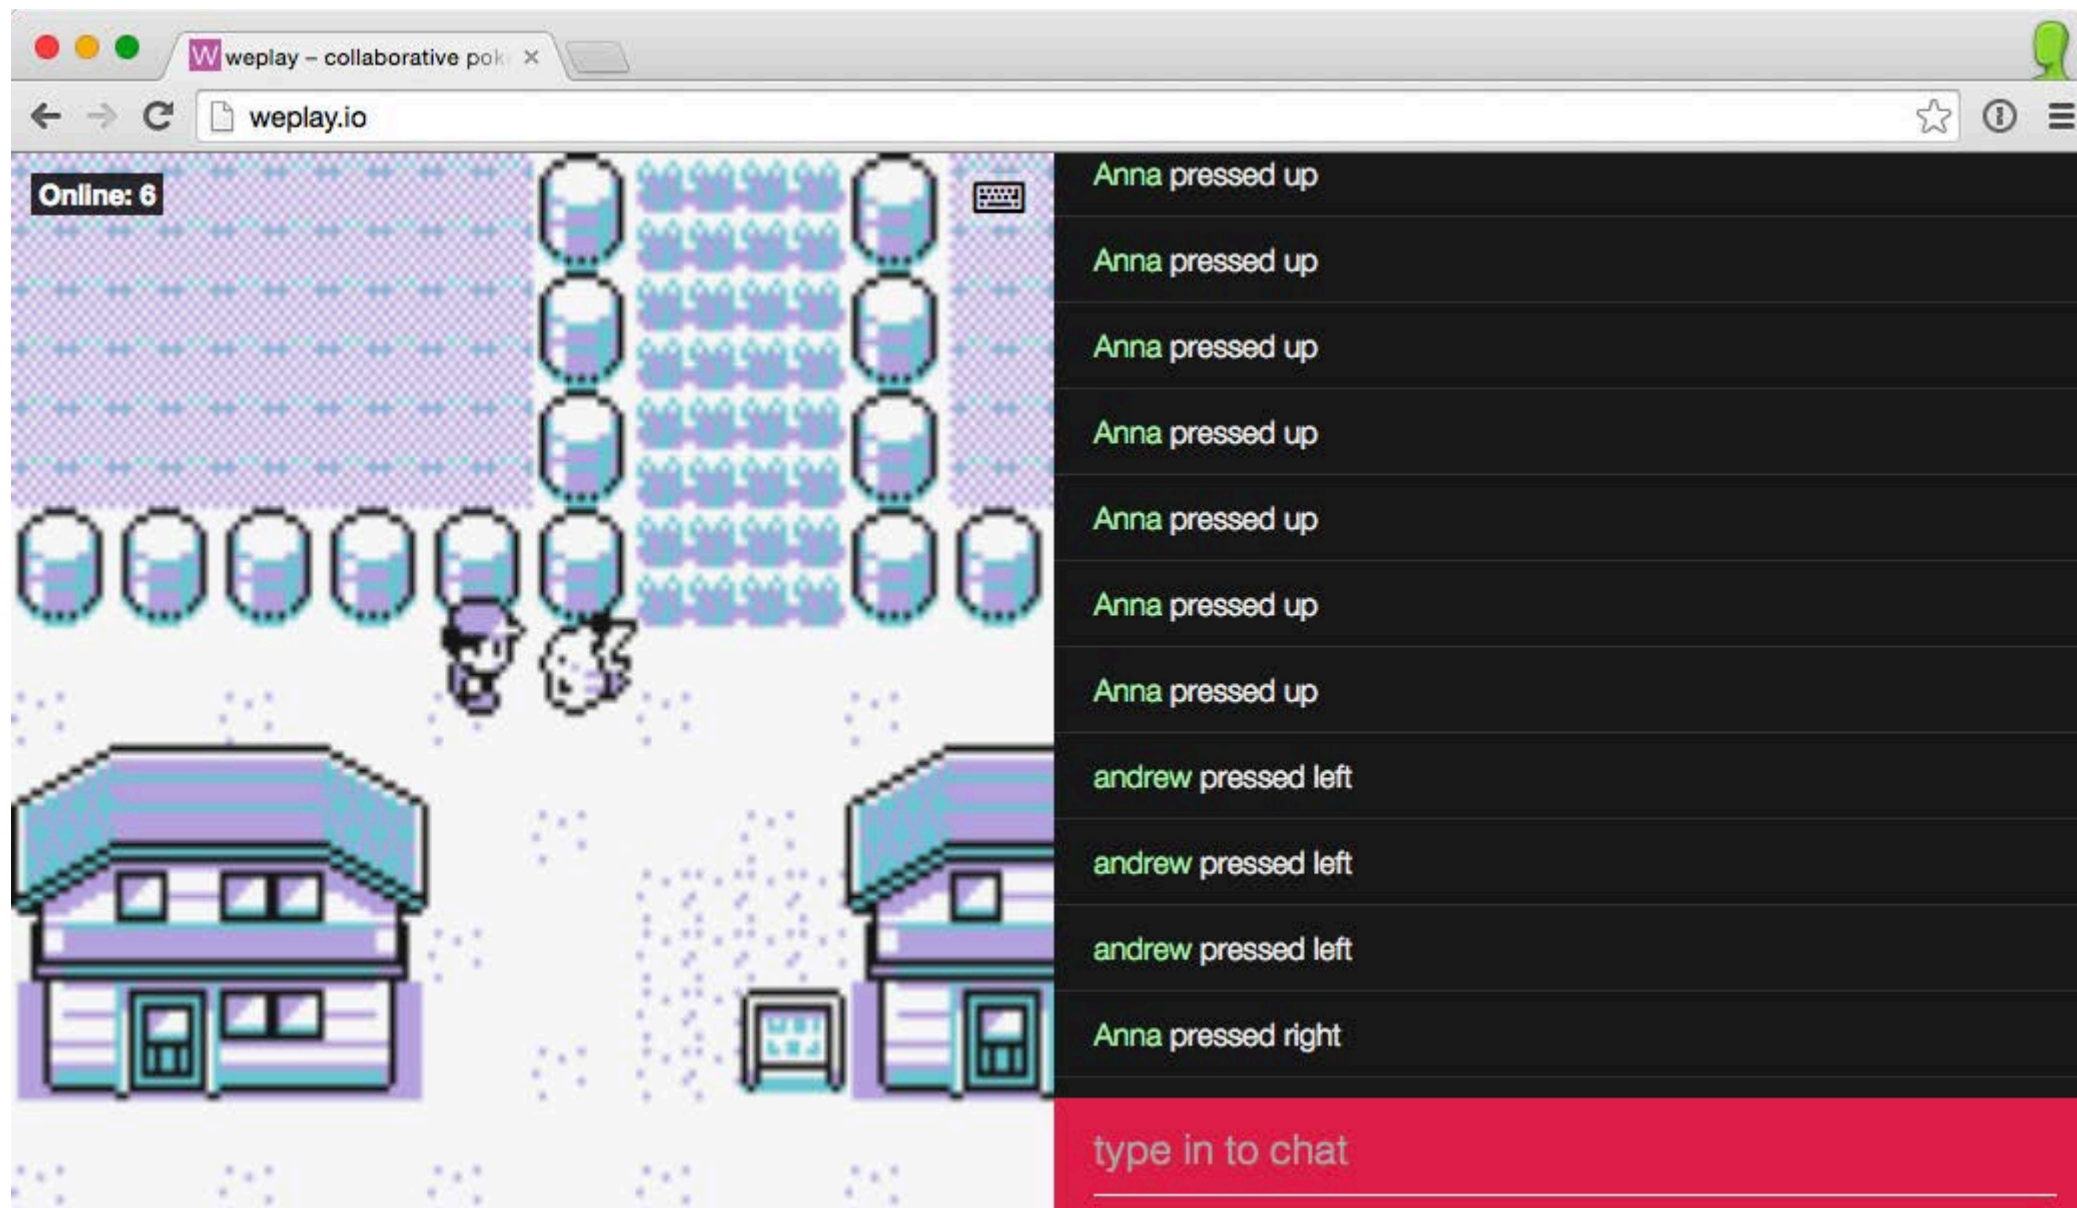 weplay – collaborative pok
weplay.io
Online: 6
Anna pressed up
Anna pressed up
Anna pressed up
Anna pressed up
Anna pressed up
Anna pressed up
Anna pressed up
andrew pressed left
andrew pressed left
andrew pressed left
Anna pressed right
type in to chat